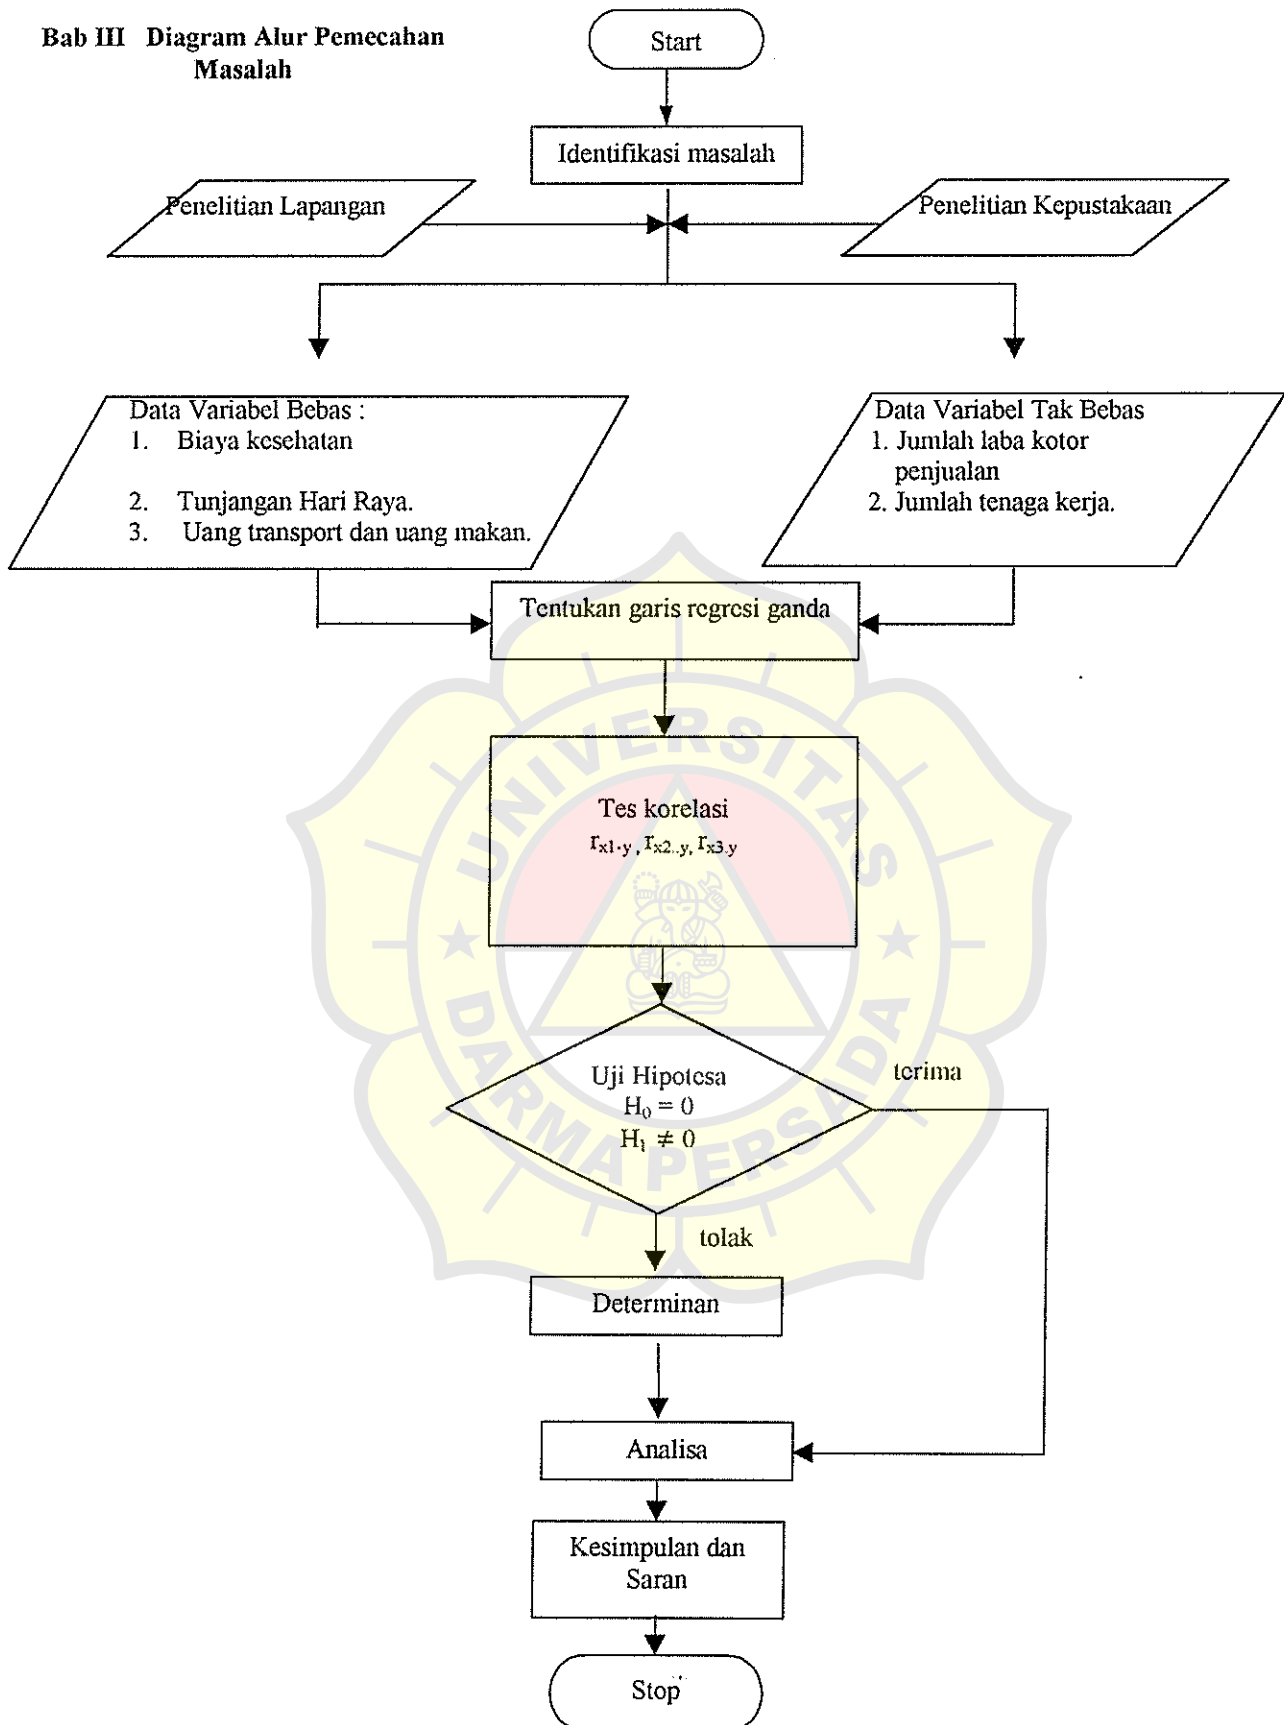 Bab III Diagram Alur Pemecahan
Masalah
Start
Identifikasi masalah
Penelitian Lapangan
Penelitian Kepustakaan
Data Variabel Bebas :
1. Biaya kesehatan
2. Tunjangan Hari Raya.
3. Uang transport dan uang makan.
Data Variabel Tak Bebas
1. Jumlah laba kotor
penjualan
2. Jumlah tenaga kerja.
Tentukan garis regresi ganda
Tes korelasi
rx1-y, rx2..y, rx3.y
Uji Hipotesa
H₀ = 0
H₁ ≠ 0
terima
tolak
Determinan
Analisa
Kesimpulan dan
Saran
Stop
UNIVERSITAS
DARMA PERSADA